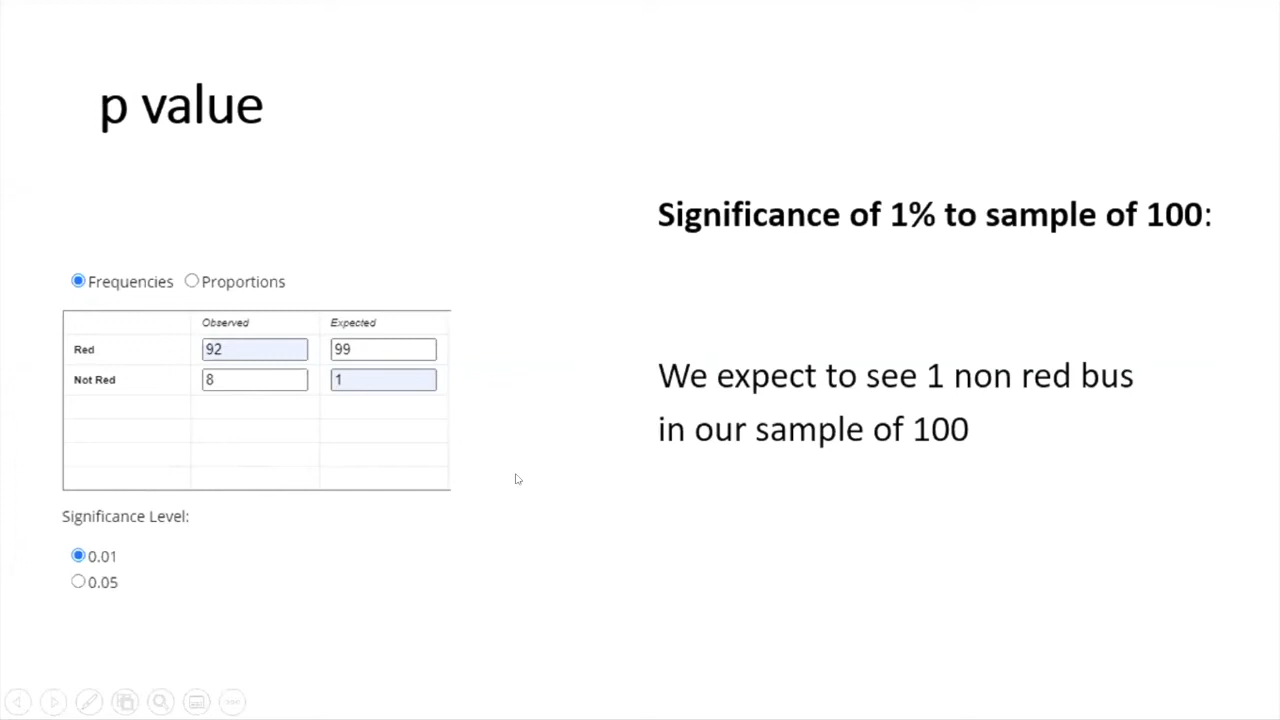 p value
Significance of 1% to sample of 100:
Frequencies Proportions
Observed Expected
Red 92 99
Not Red 8 1
We expect to see 1 non red bus
in our sample of 100
Significance Level:
0.01
0.05